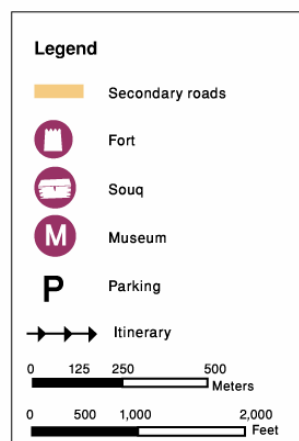 Legend
Secondary roads
Fort
Souq
M Museum
P Parking
Itinerary
0 125 250 500
Meters
0 500 1,000 2,000
Feet